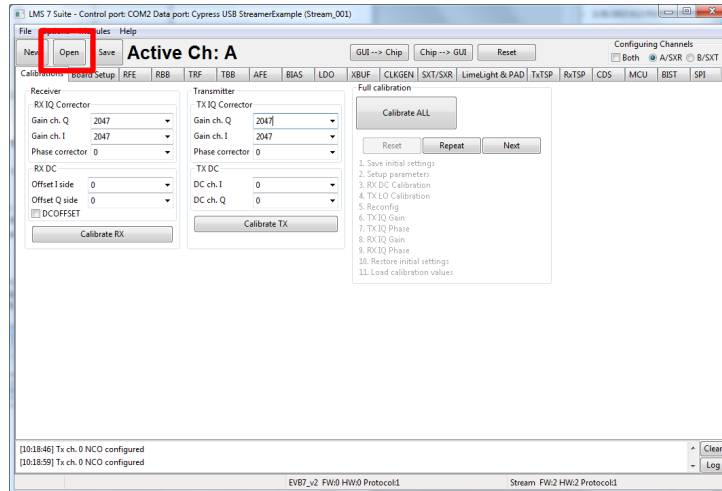 LMS 7 Suite - Control port: COM2 Data port: Cypress USB StreamerExample (Stream_001)
File Modules Help
New Open Save Active Ch: A GUI --> Chip Chip --> GUI Reset Configuring Channels
Both A/SXR B/SXT
Calibrations Board Setup RFE RBB TRF TBB AFE BIAS LDO XBUF CLKGEN SXT/SXR LimeLight & PAD TxTSP RxTSP CDS MCU BIST SPI
Receiver Transmitter Full calibration
RX IQ Corrector TX IQ Corrector
Calibrate ALL
Gain ch. Q 2047 Gain ch. Q 2047
Gain ch. I 2047 Gain ch. I 2047
Phase corrector 0 Phase corrector 0
Reset Repeat Next
RX DC TX DC
1. Save initial settings
2. Setup parameters
Offset I side 0 DC ch. I 0
3. RX DC Calibration
4. TX LO Calibration
Offset Q side 0 DC ch. Q 0
5. Reconfig
DCOFFSET
6. TX IQ Gain
Calibrate RX Calibrate TX
7. TX IQ Phase
8. RX IQ Gain
9. RX IQ Phase
10. Restore initial settings
11. Load calibration values
[10:18:46] Tx ch. 0 NCO configured
Clear
[10:18:59] Tx ch. 0 NCO configured
Log
EVB7_v2 FW:0 HW:0 Protocol:1 Stream FW:2 HW:2 Protocol:1